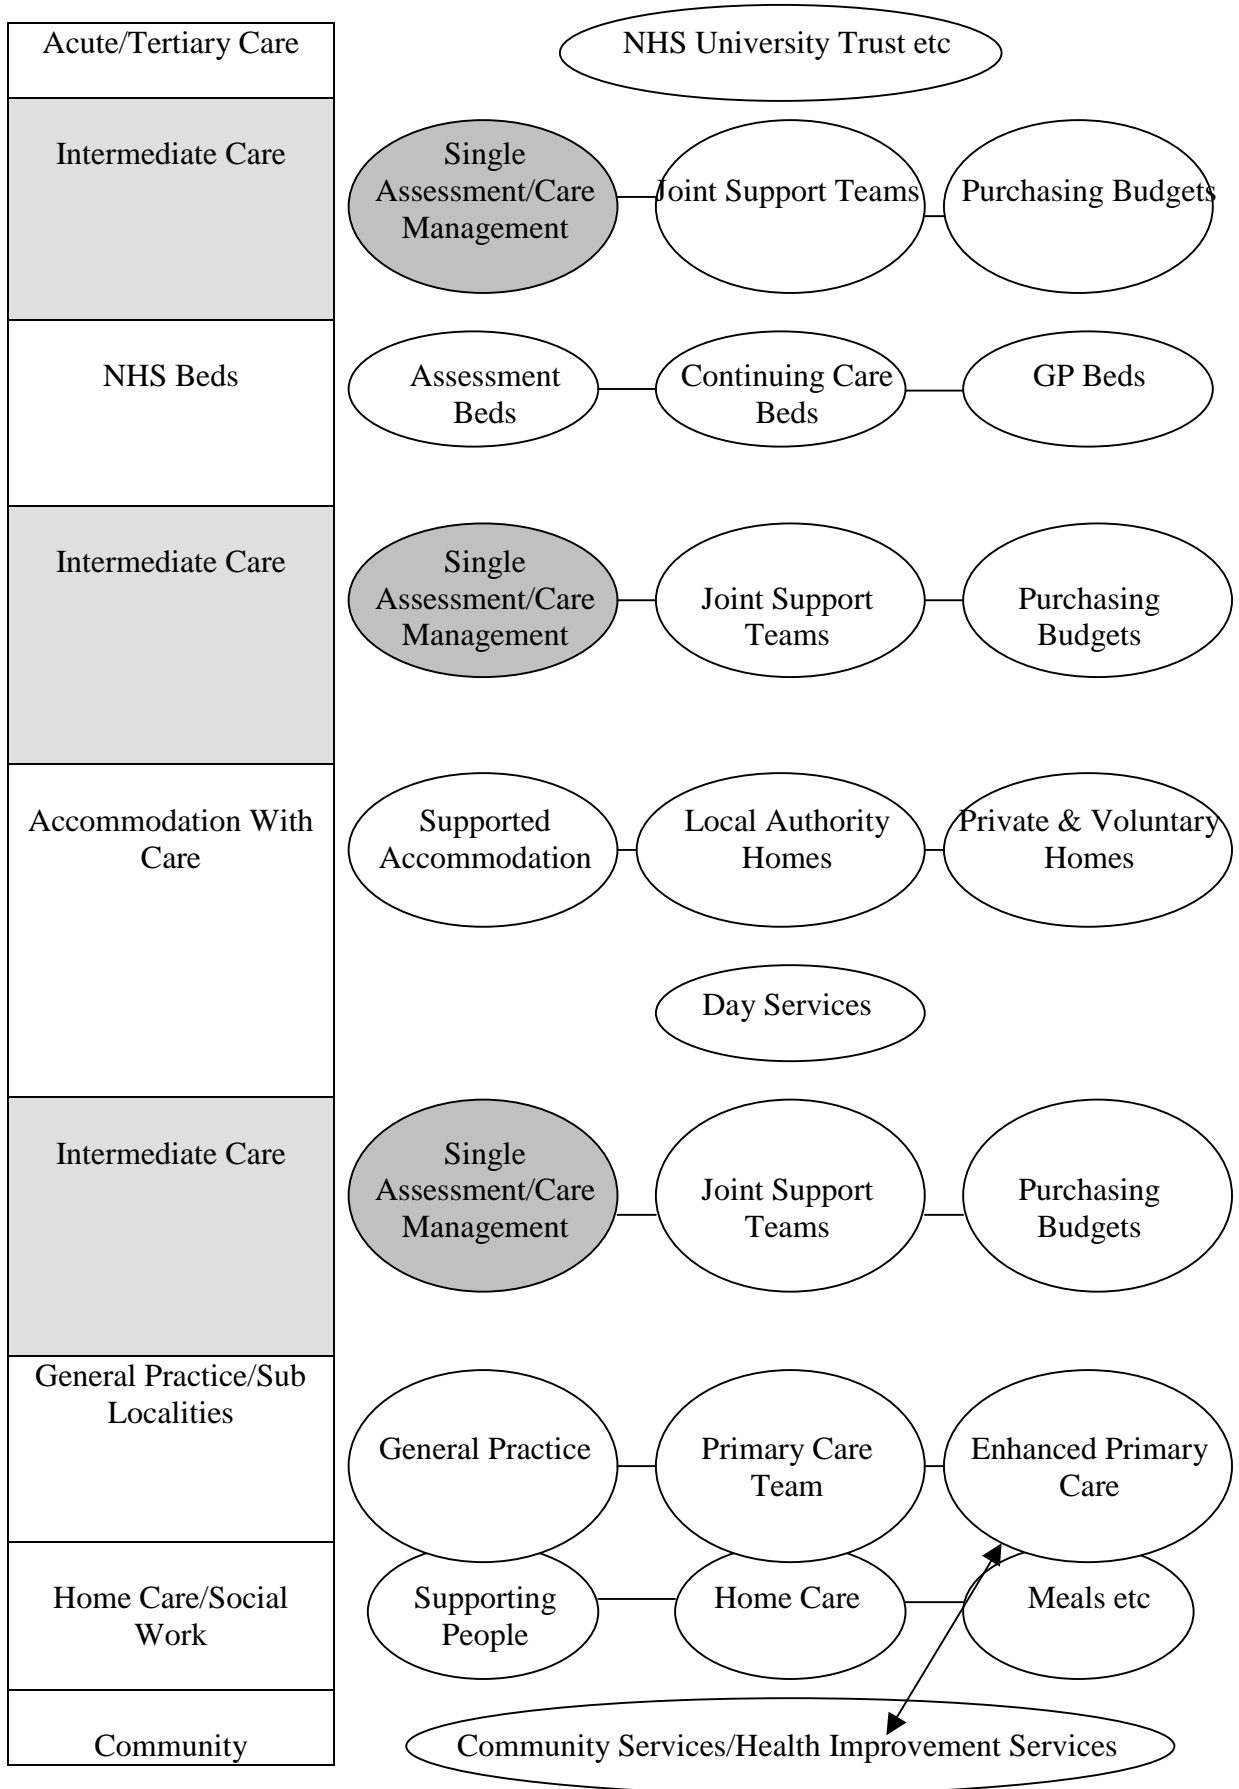 Acute/Tertiary Care
NHS University Trust etc
Intermediate Care
Single
Assessment/Care
Management
Joint Support Teams
Purchasing Budgets
NHS Beds
Assessment
Beds
Continuing Care
Beds
GP Beds
Intermediate Care
Single
Assessment/Care
Management
Joint Support
Teams
Purchasing
Budgets
Accommodation With
Care
Supported
Accommodation
Local Authority
Homes
Private & Voluntary
Homes
Day Services
Intermediate Care
Single
Assessment/Care
Management
Joint Support
Teams
Purchasing
Budgets
General Practice/Sub
Localities
General Practice
Primary Care
Team
Enhanced Primary
Care
Home Care/Social
Work
Supporting
People
Home Care
Meals etc
Community
Community Services/Health Improvement Services